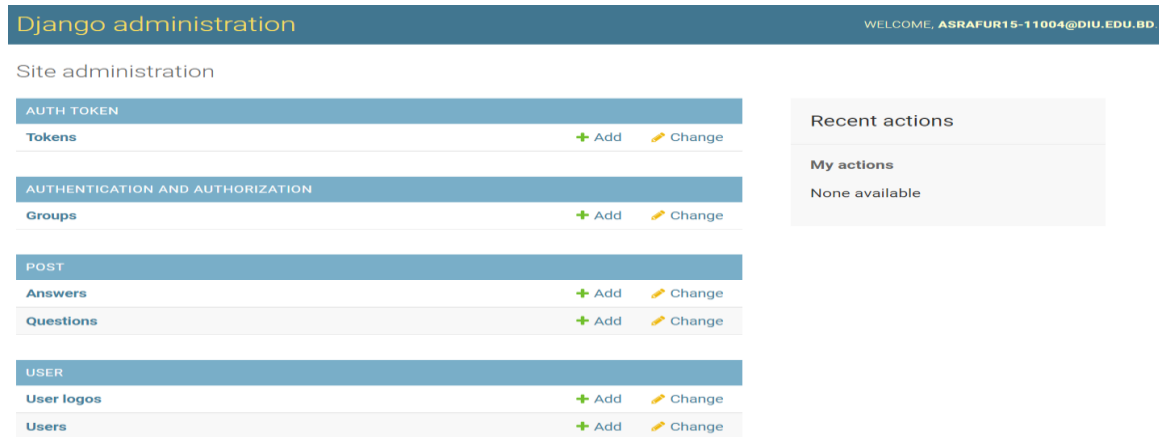 Django administration
WELCOME, ASRAFUR15-11004@DIU.EDU.BD.
Site administration
AUTH TOKEN
Tokens Add Change
AUTHENTICATION AND AUTHORIZATION
Groups Add Change
POST
Answers Add Change
Questions Add Change
USER
User logos Add Change
Users Add Change
Recent actions
My actions
None available